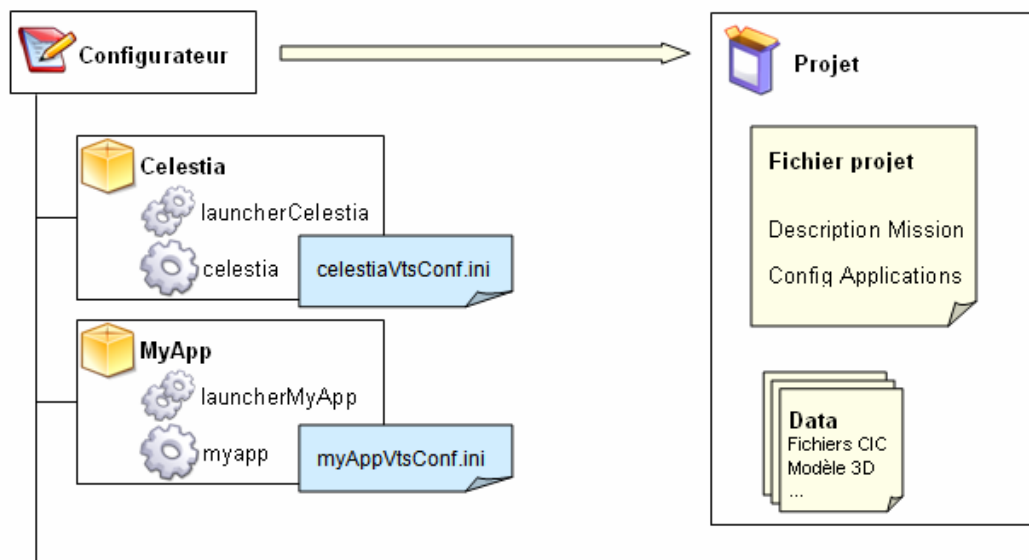 Configurateur
Celestia
launcherCelestia
celestia
celestiaVtsConf.ini
MyApp
launcherMyApp
myapp
myAppVtsConf.ini
Projet
Fichier projet
Description Mission
Config Applications
Data
Fichiers CIC
Modèle 3D
...